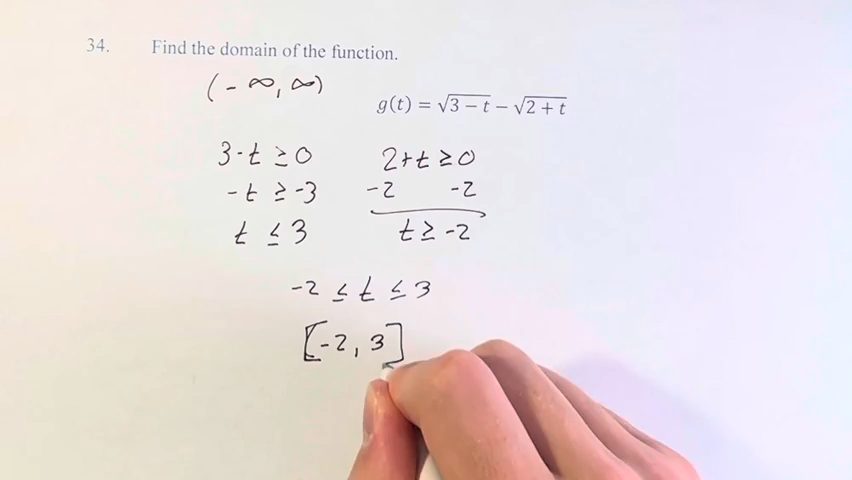 34. Find the domain of the function.
(-∞, ∞)
g(t) = √3 − t − √2 + t
3-t ≥ 0 2+t ≥ 0
-t ≥ -3 -2 -2
t ≤ 3 t ≥ -2
-2 ≤ t ≤ 3
[-2, 3]